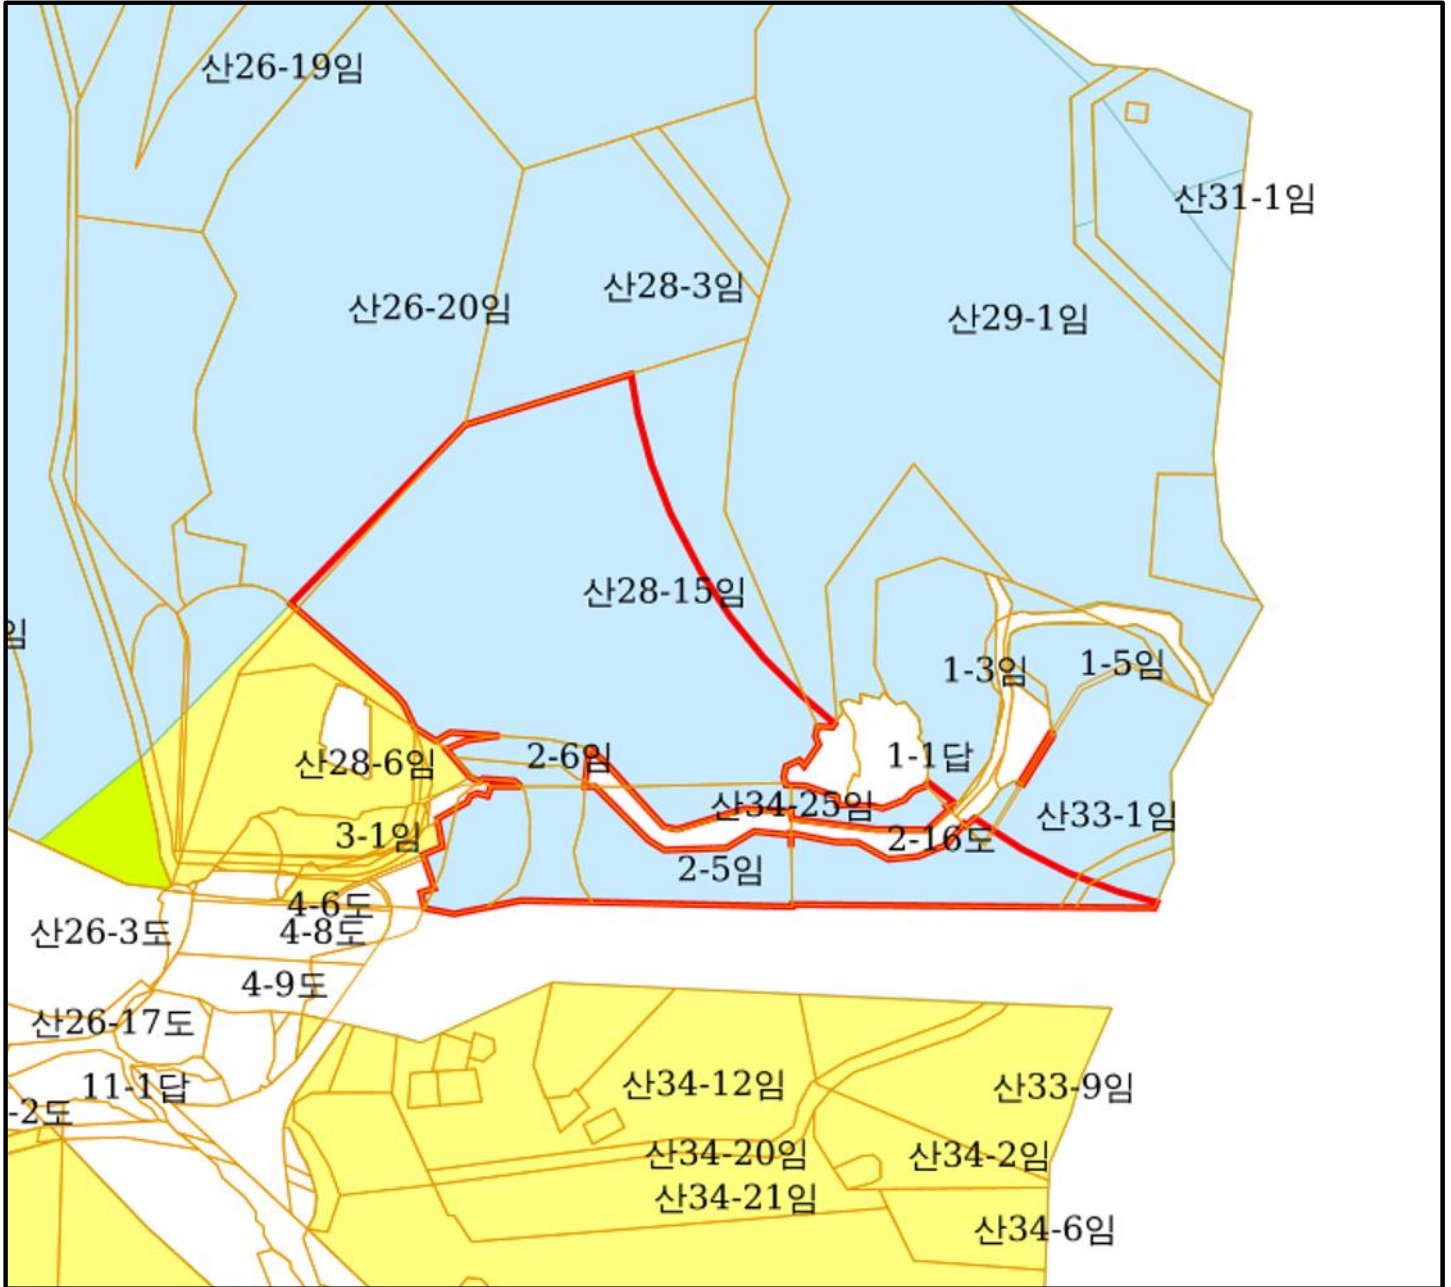 산26-19임
산31-1임
산28-3임
산26-20임
산29-1임
산28-15임
임
1-5임
1-3임
2-6임
1-1답
산28-6임
산34-25임
산33-1임
3-1임
2-16도
2-5임
4-6도
산26-3도
4-8도
4-9도
산26-17도
산34-12임
11-1답
산33-9임
-2도
산34-20임
산34-2임
산34-21임
산34-6임